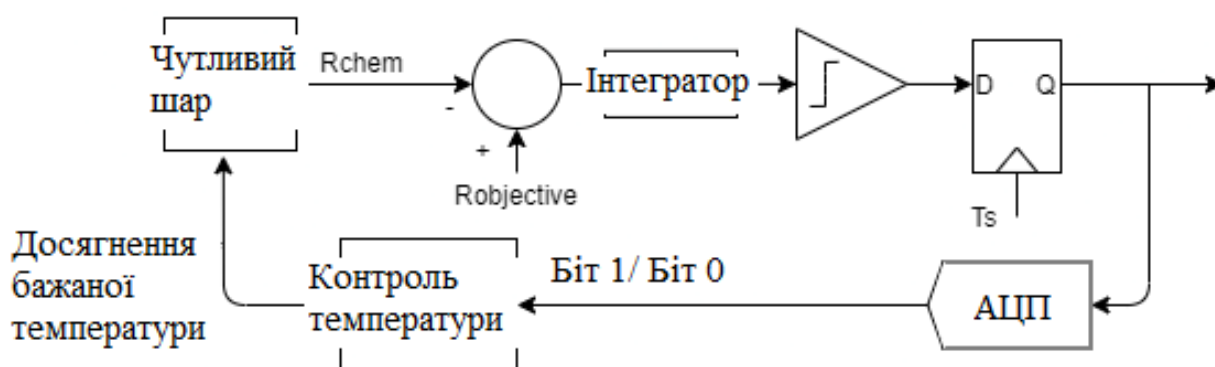 Чутливий
шар
Rchem
-
+
Robjective
Інтегратор
D Q
Ts
Досягнення
бажаної
температури
Контроль
температури
Біт 1/ Біт 0
АЦП